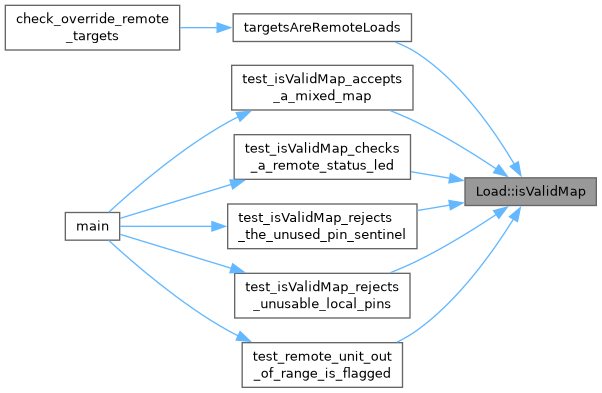 check_override_remote
_targets
targetsAreRemoteLoads
test_isValidMap_accepts
_a_mixed_map
test_isValidMap_checks
_a_remote_status_led
Load::isValidMap
main
test_isValidMap_rejects
_the_unused_pin_sentinel
test_isValidMap_rejects
_unusable_local_pins
test_remote_unit_out
_of_range_is_flagged